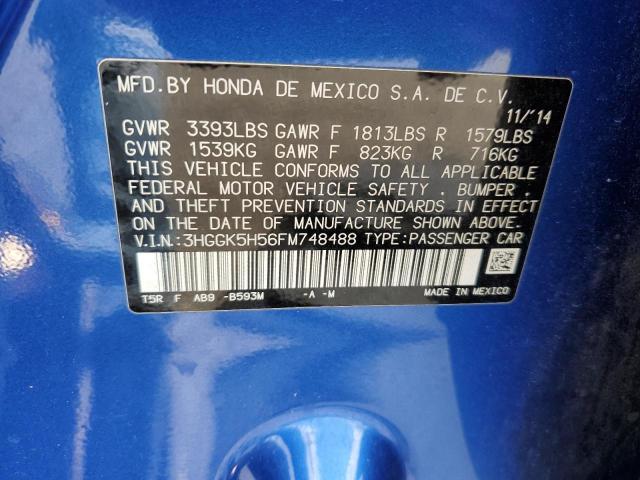 MFD.BY HONDA DE MEXICO S.A. DE C.V.
11/'14
GVWR 3393LBS GAWR F 1813LBS R 1579LBS
GVWR 1539KG GAWR F 823KG R 716KG
THIS VEHICLE CONFORMS TO ALL APPLICABLE
FEDERAL MOTOR VEHICLE SAFETY . BUMPER .
AND THEFT PREVENTION STANDARDS IN EFFECT
ON THE DATE OF MANUFACTURE SHOWN ABOVE.
V.I.N.:3HGGK5H56FM748488 TYPE:PASSENGER CAR
T5R F AB9 -B593M -A -M MADE IN MEXICO